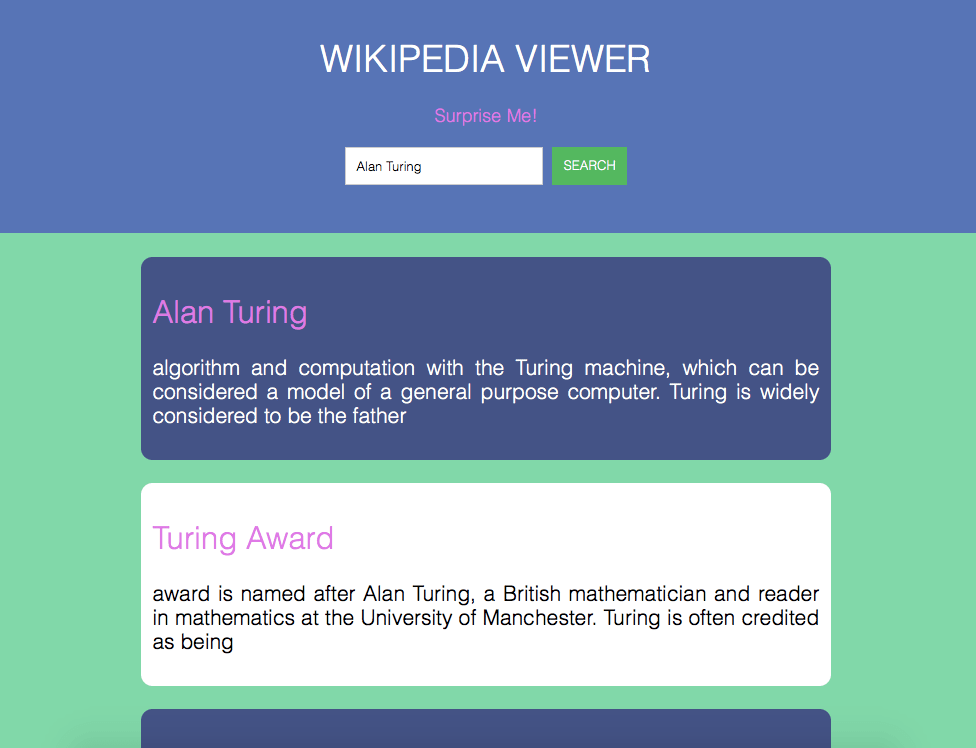 WIKIPEDIA VIEWER
Surprise Me!
Alan Turing
SEARCH
Alan Turing
algorithm and computation with the Turing machine, which can be
considered a model of a general purpose computer. Turing is widely
considered to be the father
Turing Award
award is named after Alan Turing, a British mathematician and reader
in mathematics at the University of Manchester. Turing is often credited
as being